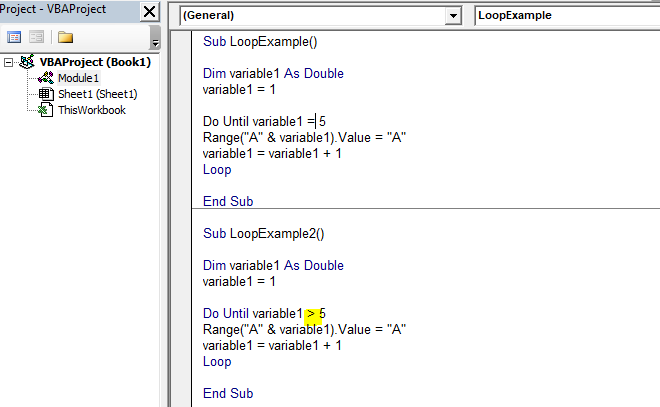 Project - VBAProject
VBAProject (Book1)
Module1
Sheet1 (Sheet1)
ThisWorkbook
(General)
LoopExample
Sub LoopExample()
Dim variable1 As Double
variable1 = 1
Do Until variable1 = 5
Range("A" & variable1).Value = "A"
variable1 = variable1 + 1
Loop
End Sub
Sub LoopExample2()
Dim variable1 As Double
variable1 = 1
Do Until variable1 > 5
Range("A" & variable1).Value = "A"
variable1 = variable1 + 1
Loop
End Sub